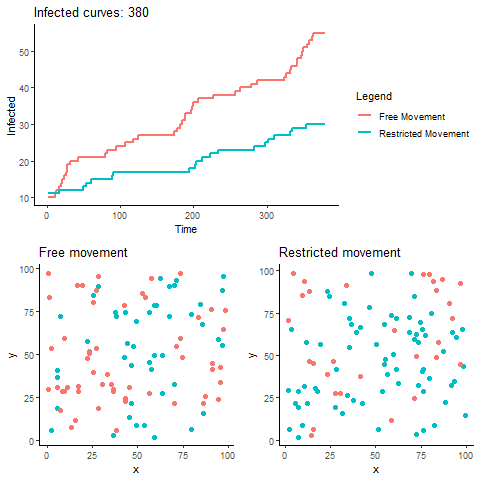 Infected curves: 380
50
40
30
20
10
Infected
0 100 200 300
Time
Legend
Free Movement
Restricted Movement
Free movement
100
75
50
25
0
y
0 25 50 75 100
x
Restricted movement
100
75
50
25
0
y
0 25 50 75 100
x